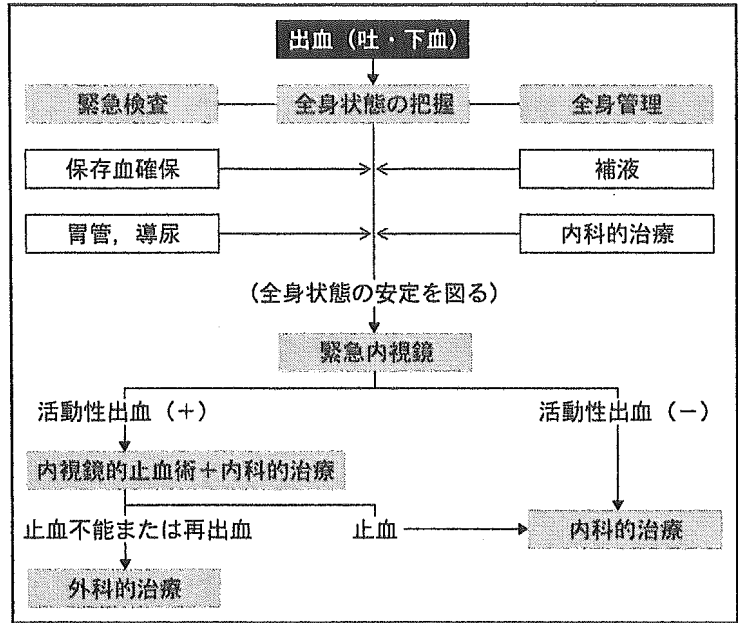 出血（吐・下血）
緊急検査
全身状態の把握
全身管理
保存血確保
補液
胃管，導尿
内科的治療
（全身状態の安定を図る）
緊急内視鏡
活動性出血（＋）
活動性出血（－）
内視鏡的止血術＋内科的治療
止血不能または再出血
止血
内科的治療
外科的治療